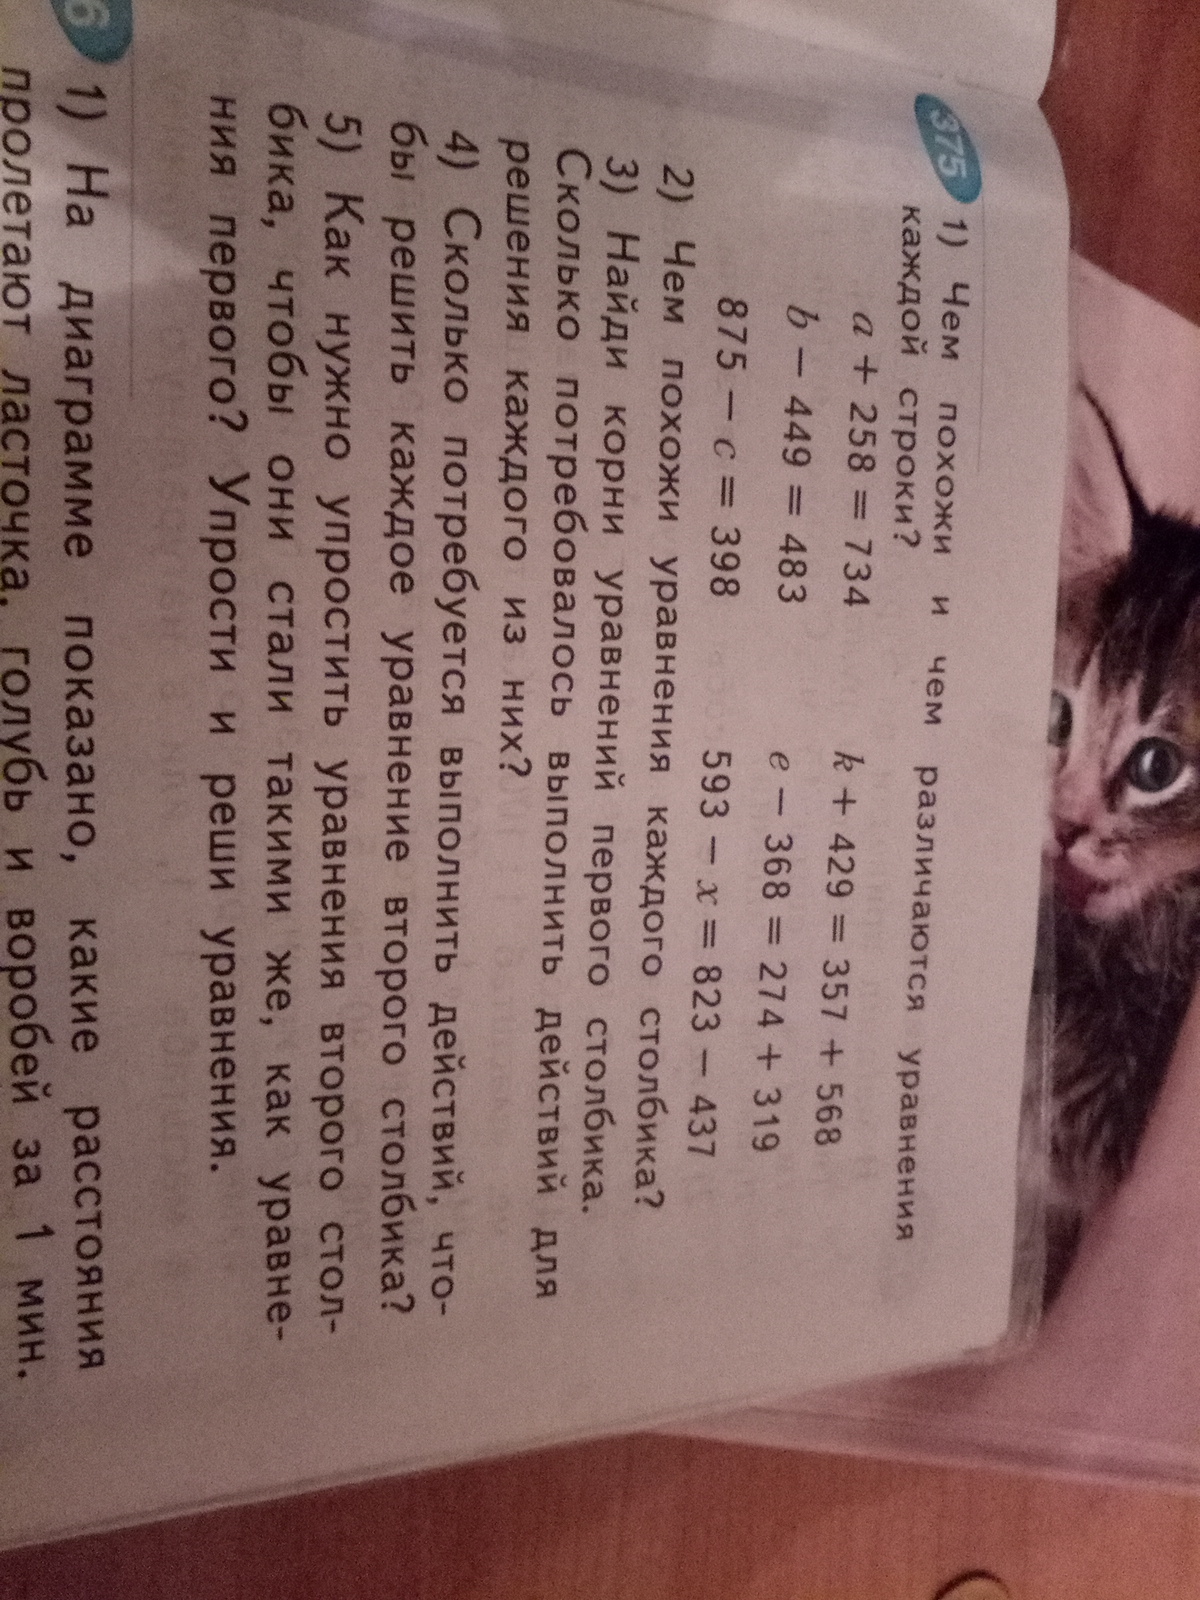 375 1) Чем похожи и чем различаются уравнения
каждой строки?
a + 258 = 734 k + 429 = 357 + 568
b − 449 = 483 e − 368 = 274 + 319
875 − c = 398 593 − x = 823 − 437
2) Чем похожи уравнения каждого столбика?
3) Найди корни уравнений первого столбика.
Сколько потребовалось выполнить действий для
решения каждого из них?
4) Сколько потребуется выполнить действий, что-
бы решить каждое уравнение второго столбика?
5) Как нужно упростить уравнения второго стол-
бика, чтобы они стали такими же, как уравне-
ния первого? Упрости и реши уравнения.
6 1) На диаграмме показано, какие расстояния
пролетают ласточка, голубь и воробей за 1 мин.